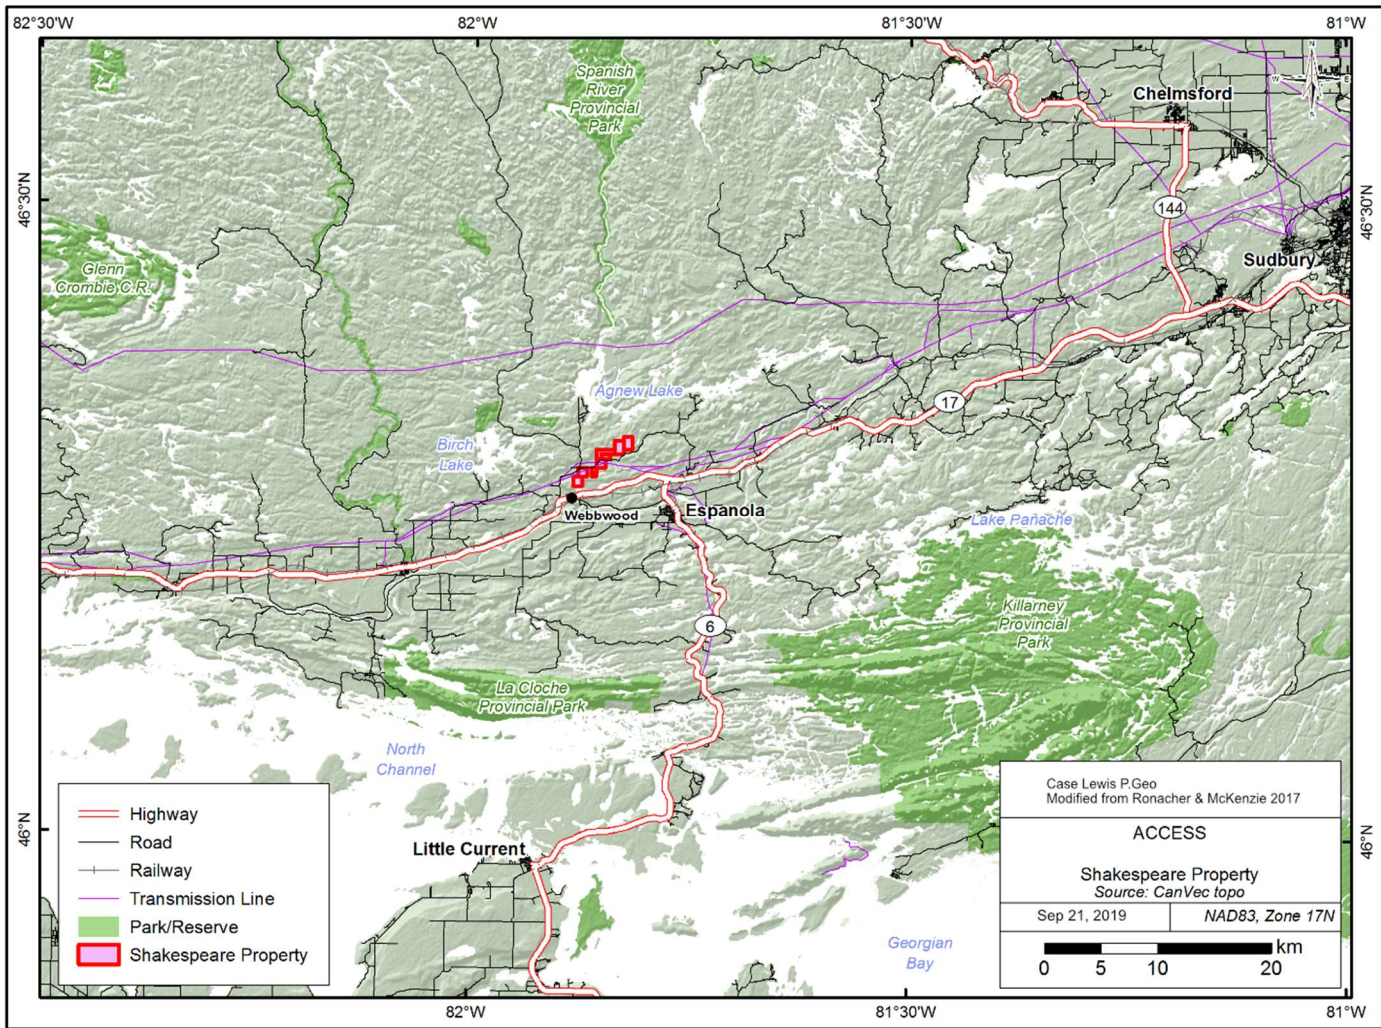 82°30'W
82°W
81°30'W
81°W
Spanish
River
Provincial
Park
N
W
E
S
Chelmsford
46°30'N
46°30'N
144
Glenn
Crombie C.R.
Sudbury
Agnew Lake
17
Birch
Lake
Webbwood
Espanola
Lake Panache
Killarney
Provincial
Park
6
La Cloche
Provincial Park
North
Channel
Highway
Road
Railway
Transmission Line
Park/Reserve
Shakespeare Property
46°N
46°N
Little Current
Georgian
Bay
Case Lewis P.Geo
Modified from Ronacher & McKenzie 2017
ACCESS
Shakespeare Property
Source: CanVec topo
Sep 21, 2019
NAD83, Zone 17N
km
0 5 10 20
82°W
81°30'W
81°W